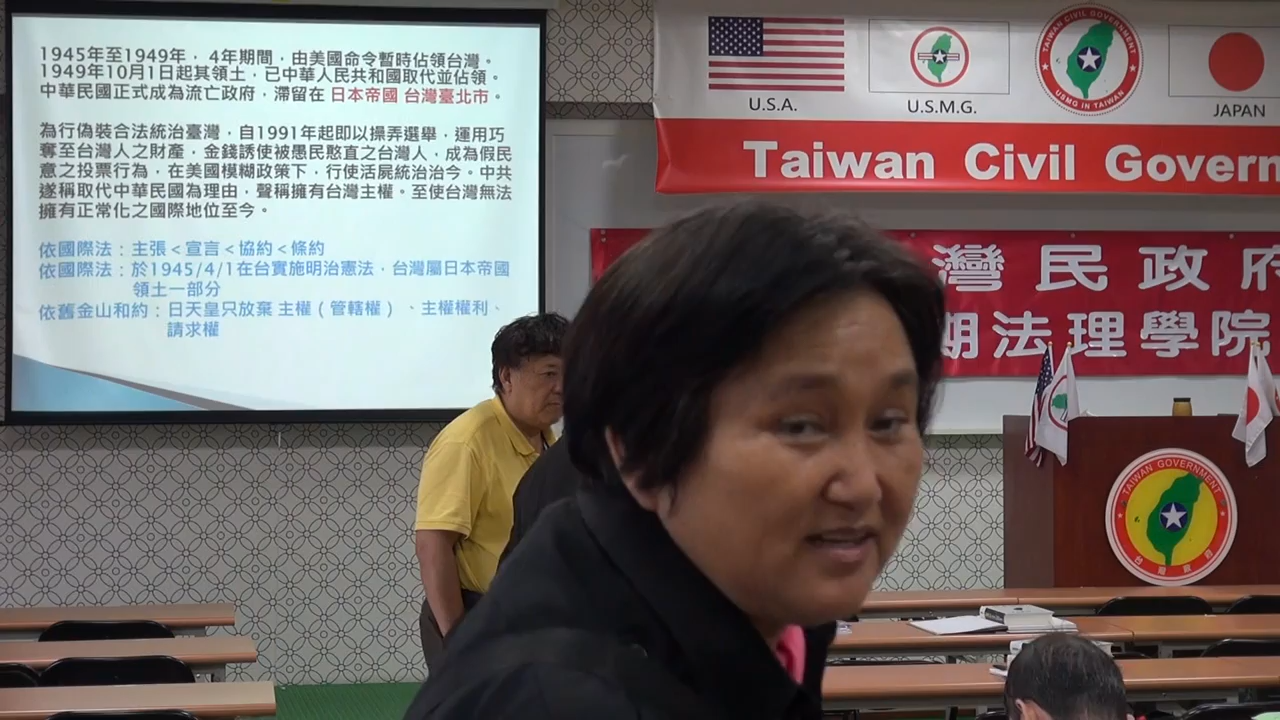 1945年至1949年， 4年期間，由美國命令暫時佔領台灣。
1949年10月1日起其領土，已中華人民共和國取代並佔領。
中華民國正式成為流亡政府，滯留在 日本帝國 台灣臺北市。
為行偽裝合法統治臺灣，自1991年起即以操弄選舉，運用巧
奪至台灣人之財產，金錢誘使被愚民憨直之台灣人，成為假民
意之投票行為，在美國模糊政策下，行使活屍統治治今。中共
遂稱取代中華民國為理由，聲稱擁有台灣主權。至使台灣無法
擁有正常化之國際地位至今。
依國際法：主張＜宣言＜協約＜條約
依國際法：於1945/4/1在台實施明治憲法，台灣屬日本帝國
領土一部分
依舊金山和約：日天皇只放棄 主權（管轄權）、主權權利、
請求權
U.S.A.
U.S.M.G.
TAIWAN CIVIL GOVERNMENT
USMG IN TAIWAN
JAPAN
Taiwan Civil Govern
灣民政府
期法理學院
TAIWAN GOVERNMENT
台灣政府